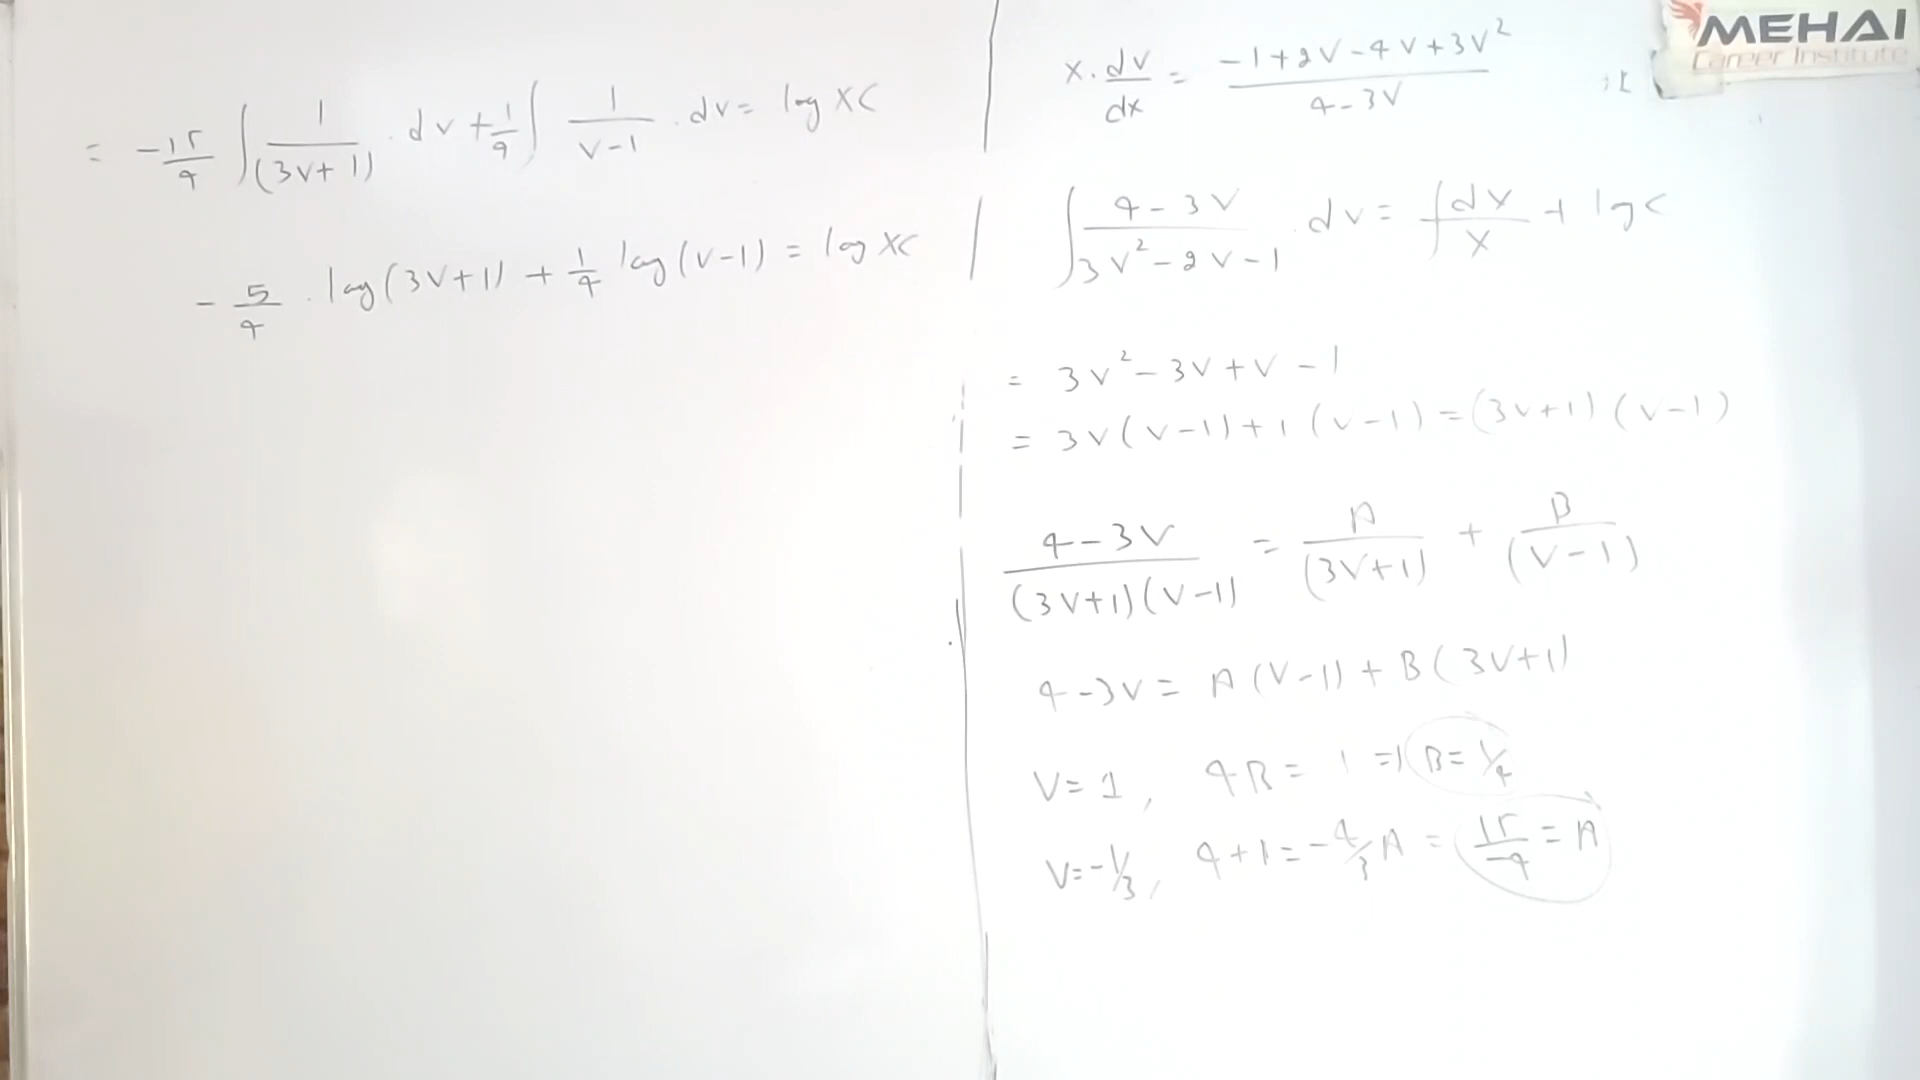 = -15/4 ∫ 1/(3v+1) . dv + 1/4 ∫ 1/v-1 . dv = log xc
- 5/4 . log(3v+1) + 1/4 log(v-1) = log xc
MEHAI
Career Institute
x. dv/dx = -1+2v-4v+3v²/4-3v
∫ 4-3v/3v²-2v-1 . dv = ∫ dx/x + log c
= 3v²-3v+v-1
= 3v(v-1)+1(v-1) = (3v+1)(v-1)
4-3v/(3v+1)(v-1) = A/(3v+1) + B/(v-1)
4-3v = A(v-1) + B(3v+1)
v=1, 4B = 1 => B = 1/4
v=-1/3, 4+1 = -4/3 A = 15/-4 = A